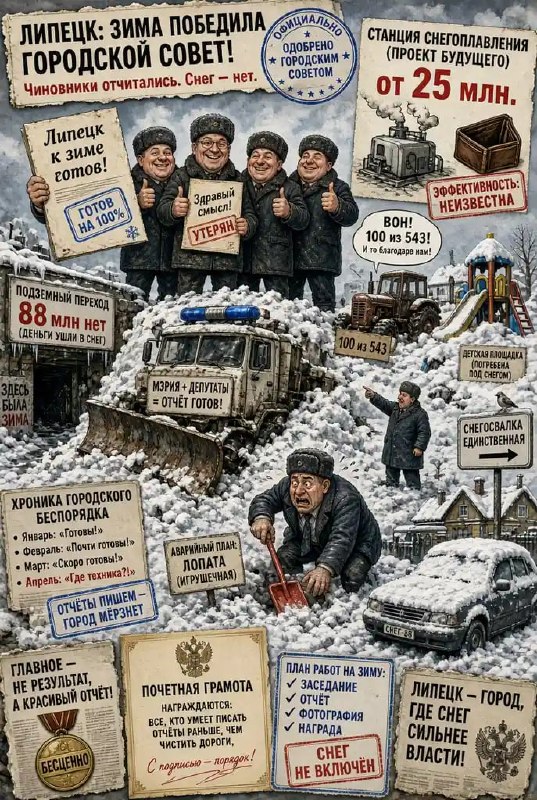 ЛИПЕЦК: ЗИМА ПОБЕДИЛА
ГОРОДСКОЙ СОВЕТ!
Чиновники отчитались. Снег — нет.
ОФИЦИАЛЬНО
ОДОБРЕНО
ГОРОДСКИМ
СОВЕТОМ
СТАНЦИЯ СНЕГОПЛАВЛЕНИЯ
(ПРОЕКТ БУДУЩЕГО)
от 25 млн.
ЭФФЕКТИВНОСТЬ:
НЕИЗВЕСТНА
Липецк
к зиме
готов!
ГОТОВ
НА 100%
Здравый
смысл!
УТЕРЯН
ВОН!
100 из 543!
И то благодаря нам!
ПОДЗЕМНЫЙ ПЕРЕХОД
88 млн нет
(ДЕНЬГИ УШЛИ В СНЕГ)
ЗДЕСЬ
БЫЛА
ЗИМА
100 из 543
МЭРИЯ + ДЕПУТАТЫ
= ОТЧЁТ ГОТОВ!
ДЕТСКАЯ ПЛОЩАДКА
(ПОГРЕБЕНА
ПОД СНЕГОМ)
СНЕГОСВАЛКА
ЕДИНСТВЕННАЯ
ХРОНИКА ГОРОДСКОГО
БЕСПОРЯДКА
• Январь: «Готовы!»
• Февраль: «Почти готовы!»
• Март: «Скоро готовы!»
• Апрель: «Где техника?!»
ОТЧЁТЫ ПИШЕМ –
ГОРОД МЁРЗНЕТ
АВАРИЙНЫЙ ПЛАН:
ЛОПАТА
(ИГРУШЕЧНАЯ)
СНЕГ 88
ГЛАВНОЕ —
НЕ РЕЗУЛЬТАТ,
А КРАСИВЫЙ ОТЧЁТ!
БЕСЦЕННО
ПОЧЕТНАЯ ГРАМОТА
НАГРАЖДАЮТСЯ:
ВСЕ, КТО УМЕЕТ ПИСАТЬ
ОТЧЁТЫ РАНЬШЕ, ЧЕМ
ЧИСТИТЬ ДОРОГИ,
С подписью — порядок!
ПЛАН РАБОТ НА ЗИМУ:
✓ ЗАСЕДАНИЕ
✓ ОТЧЁТ
✓ ФОТОГРАФИЯ
✓ НАГРАДА
СНЕГ
НЕ ВКЛЮЧЁН
ЛИПЕЦК – ГОРОД,
ГДЕ СНЕГ
СИЛЬНЕЕ
ВЛАСТИ!